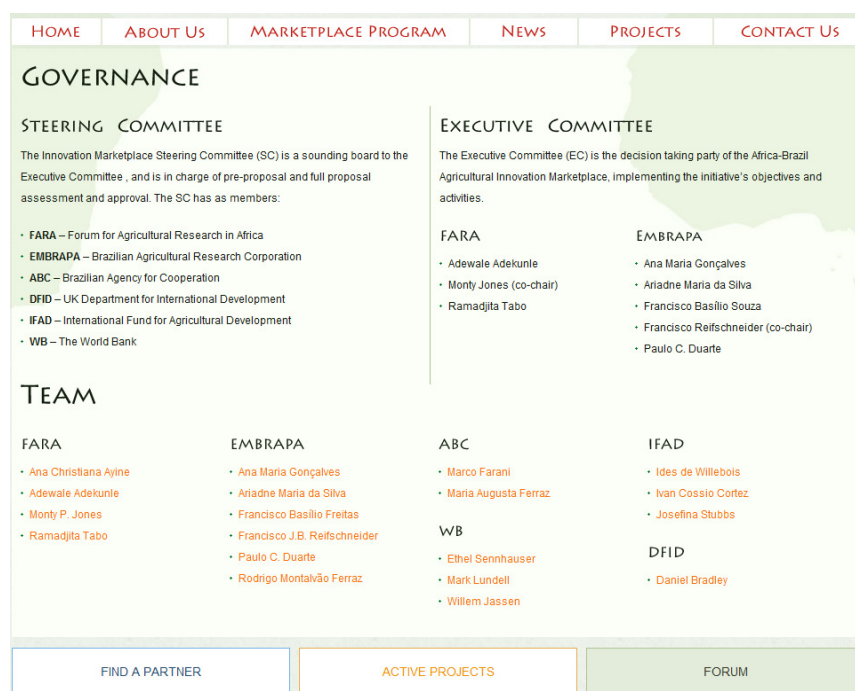 Home About Us Marketplace Program News Projects Contact Us
Governance
Steering Committee
The Innovation Marketplace Steering Committee (SC) is a sounding board to the
Executive Committee , and is in charge of pre-proposal and full proposal
assessment and approval. The SC has as members:
• FARA – Forum for Agricultural Research in Africa
• EMBRAPA – Brazilian Agricultural Research Corporation
• ABC – Brazilian Agency for Cooperation
• DFID – UK Department for International Development
• IFAD – International Fund for Agricultural Development
• WB – The World Bank
Executive Committee
The Executive Committee (EC) is the decision taking party of the Africa-Brazil
Agricultural Innovation Marketplace, implementing the initiative's objectives and
activities.
FARA
• Adewale Adekunle
• Monty Jones (co-chair)
• Ramadjita Tabo
Embrapa
• Ana Maria Gonçalves
• Ariadne Maria da Silva
• Francisco Basílio Souza
• Francisco Reifschneider (co-chair)
• Paulo C. Duarte
Team
FARA
• Ana Christiana Ayine
• Adewale Adekunle
• Monty P. Jones
• Ramadjita Tabo
EMBRAPA
• Ana Maria Gonçalves
• Ariadne Maria da Silva
• Francisco Basílio Freitas
• Francisco J.B. Reifschneider
• Paulo C. Duarte
• Rodrigo Montalvão Ferraz
ABC
• Marco Farani
• Maria Augusta Ferraz
WB
• Ethel Sennhauser
• Mark Lundell
• Willem Jassen
IFAD
• Ides de Willebois
• Ivan Cossio Cortez
• Josefina Stubbs
DFID
• Daniel Bradley
FIND A PARTNER ACTIVE PROJECTS FORUM